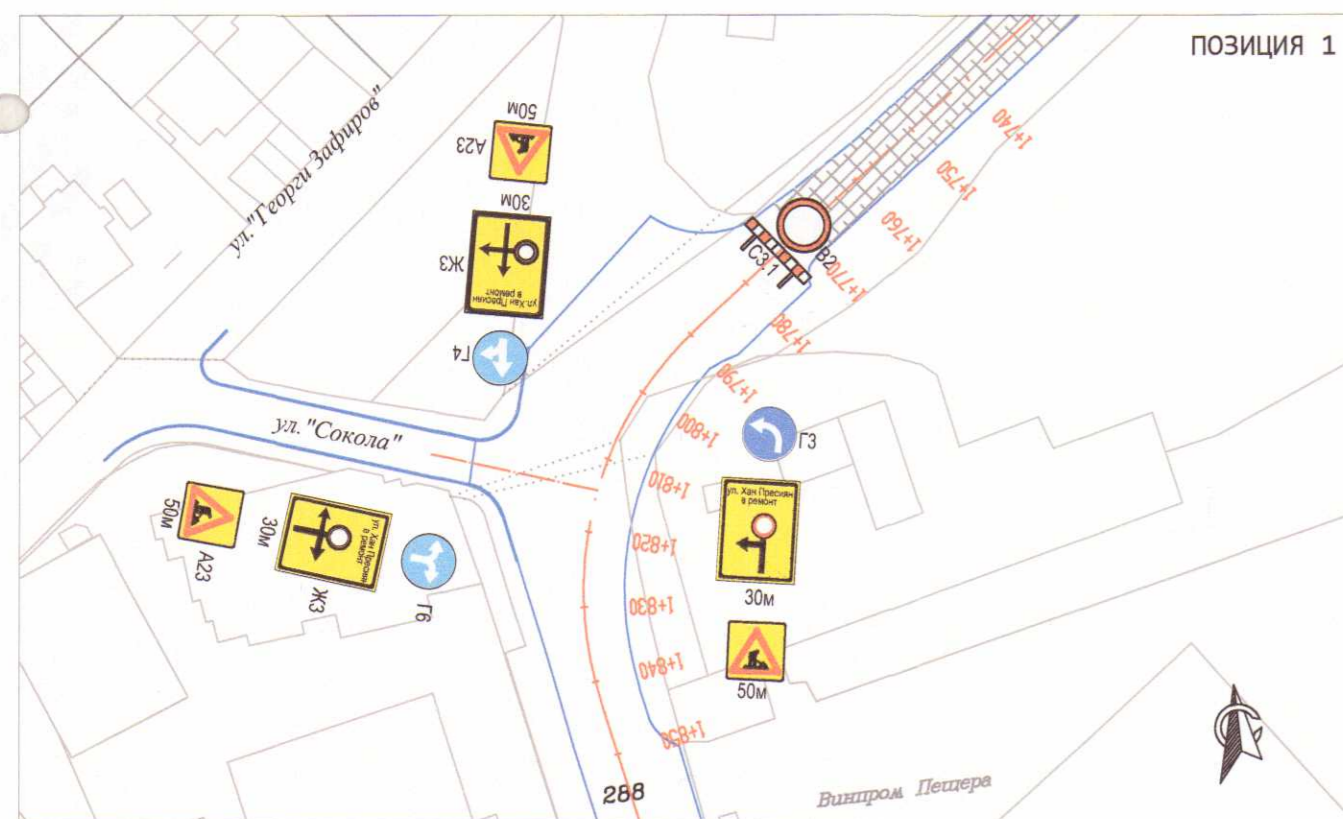 ПОЗИЦИЯ 1
ул. "Георги Зафиров"
50м
А23
30м
Ж3
ул. Хан Пресиян
в ремонт
Г4
С3.1
В2
1+740
1+750
1+760
1+770
1+780
1+790
1+800
1+810
1+820
1+830
1+840
1+850
ул. "Сокола"
50м
А23
30м
Ж3
ул. Хан Пресиян
в ремонт
Г6
Г3
ул. Хан Пресиян
в ремонт
30м
50м
288
Винпром Пещера
С